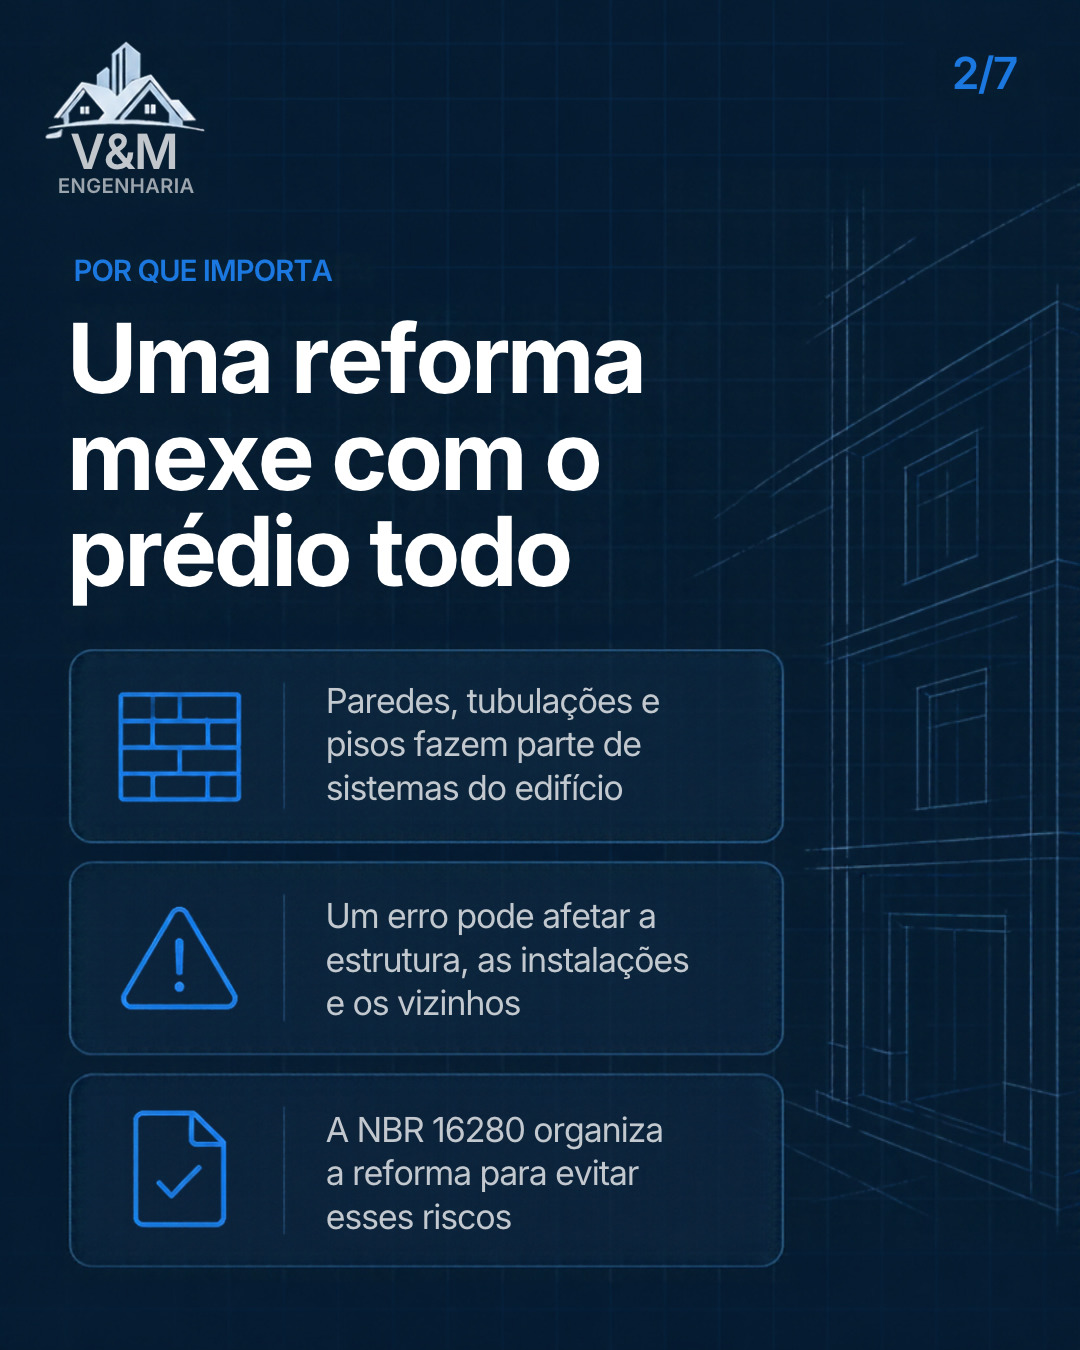 V&M
ENGENHARIA
2/7
POR QUE IMPORTA
Uma reforma
mexe com o
prédio todo
Paredes, tubulações e
pisos fazem parte de
sistemas do edifício
Um erro pode afetar a
estrutura, as instalações
e os vizinhos
A NBR 16280 organiza
a reforma para evitar
esses riscos